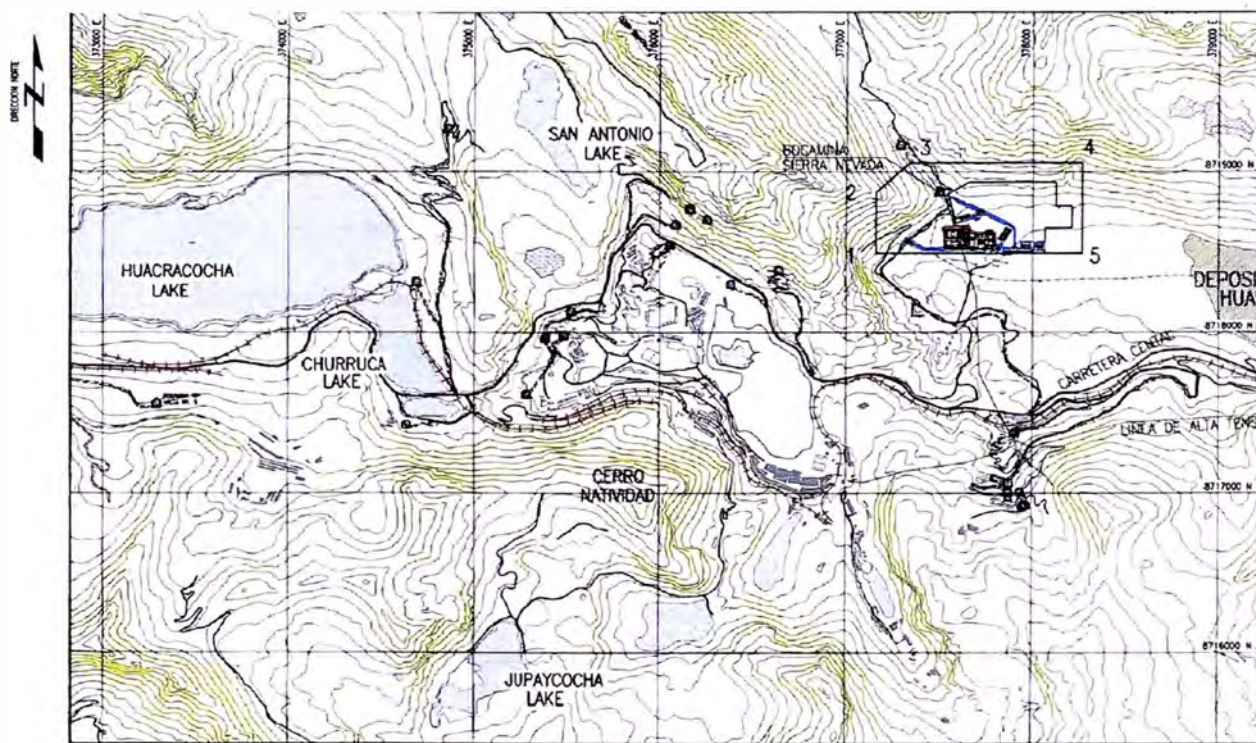 DIRECCION NORTE
N
373000 E
374000 E
375000 E
376000 E
377000 E
378000 E
379000 E
SAN ANTONIO
LAKE
BOCAMINA
SIERRA NEVADA
3
4
8719000 N
2
1
5
HUACRACOCHA
LAKE
DEPOSI
HUA
8718000 N
CHURRUCA
LAKE
CARRETERA CENTAL
LINEA DE ALTA TENS
CERRO
NATIVIDAD
8717000 N
8716000 N
JUPAYCOCHA
LAKE